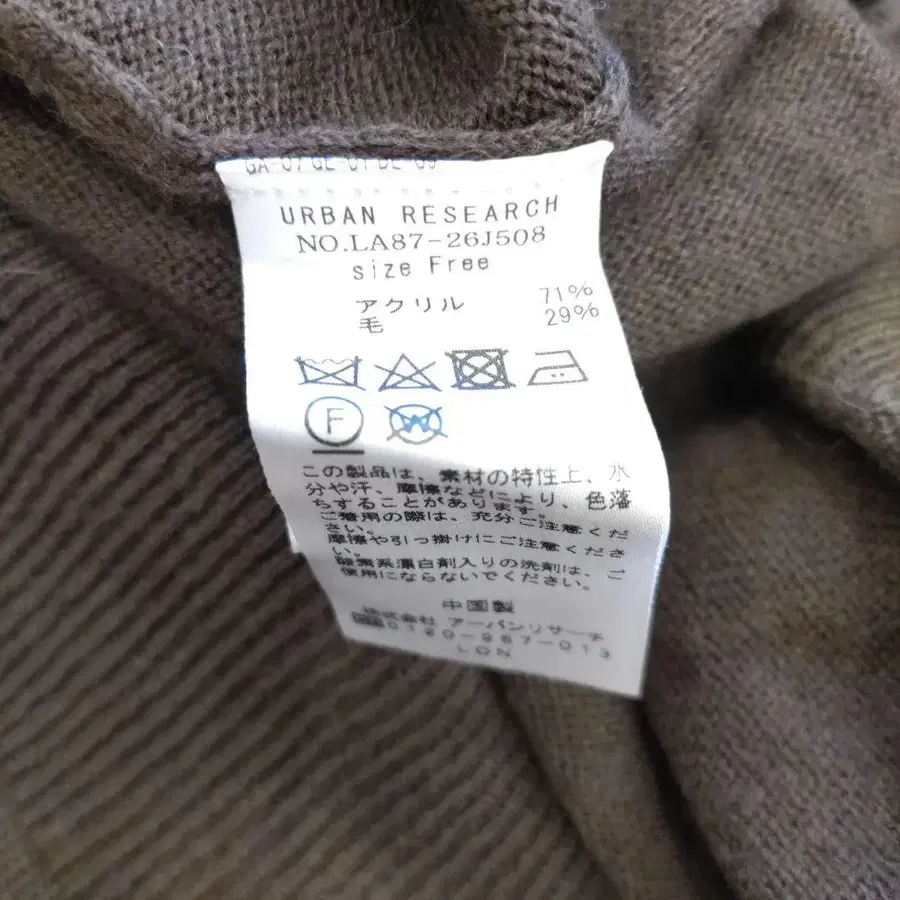 URBAN RESEARCH
NO.LA87-26J508
size Free
アクリル 71%
毛 29%
F
W
この製品は、素材の特性上、水
分や汗、摩擦などにより、色落
ちすることがあります。
ご着用の際は、充分ご注意くだ
さい。
摩擦や引っ掛けにご注意くださ
い。
酸素系漂白剤入りの洗剤は、ご
使用にならないでください。
中国製
株式会社 アーバンリサーチ
0120-987-013
LON